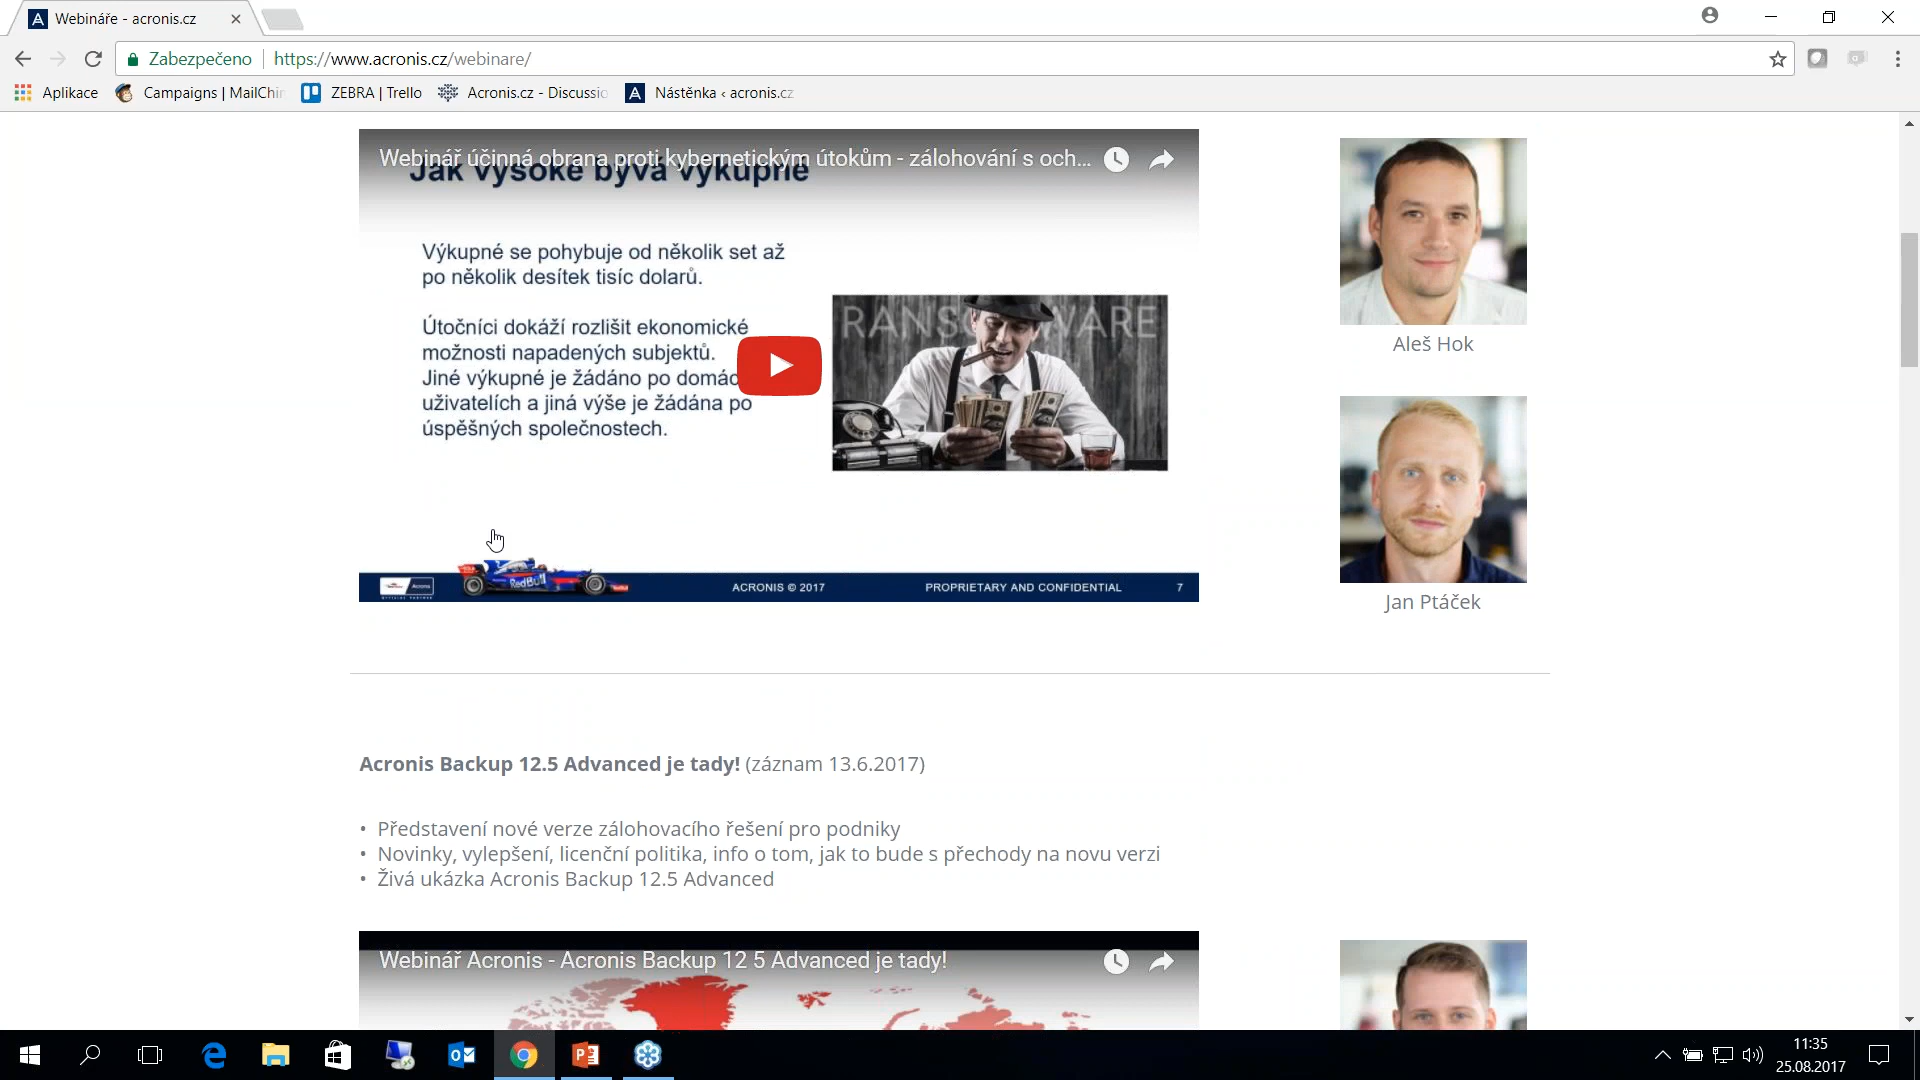 Webináře - acronis.cz
Zabezpečeno
https://www.acronis.cz/webinare/
Aplikace
Campaigns | MailChi
ZEBRA | Trello
Acronis.cz - Discussio
Nástěnka ‹ acronis.cz
Webinář účinná obrana proti kybernetickým útokům - zálohování s och...
Jak vysoké bývá výkupné
Výkupné se pohybuje od několik set až
po několik desítek tisíc dolarů.
Útočníci dokáží rozlišit ekonomické
možnosti napadených subjektů.
Jiné výkupné je žádáno po domác
uživatelích a jiná výše je žádána po
úspěšných společnostech.
RANSOMWARE
RedBull
Acronis
ACRONIS © 2017
PROPRIETARY AND CONFIDENTIAL
7
Aleš Hok
Jan Ptáček
Acronis Backup 12.5 Advanced je tady! (záznam 13.6.2017)
• Představení nové verze zálohovacího řešení pro podniky
• Novinky, vylepšení, licenční politika, info o tom, jak to bude s přechody na novu verzi
• Živá ukázka Acronis Backup 12.5 Advanced
Webinář Acronis - Acronis Backup 12 5 Advanced je tady!
11:35
25.08.2017